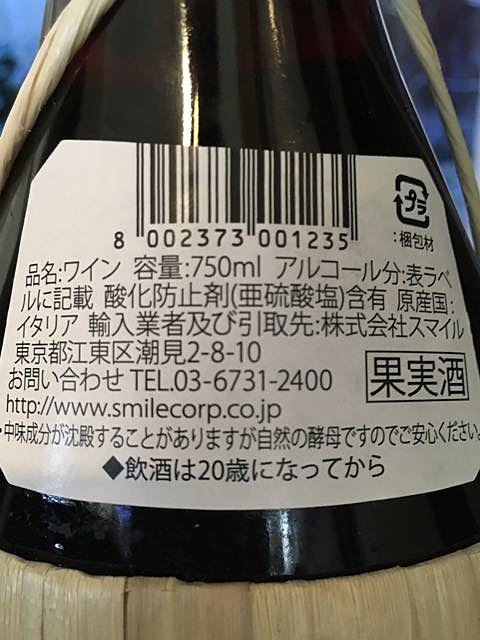 8 002373 001235
プラ
:梱包材
品名:ワイン 容量:750ml アルコール分:表ラベ
ルに記載 酸化防止剤(亜硫酸塩)含有 原産国:
イタリア 輸入業者及び引取先:株式会社スマイル
東京都江東区潮見2-8-10
お問い合わせ TEL.03-6731-2400
果実酒
http://www.smilecorp.co.jp
・中味成分が沈殿することがありますが自然の酵母ですのでご安心ください。
◆飲酒は20歳になってから